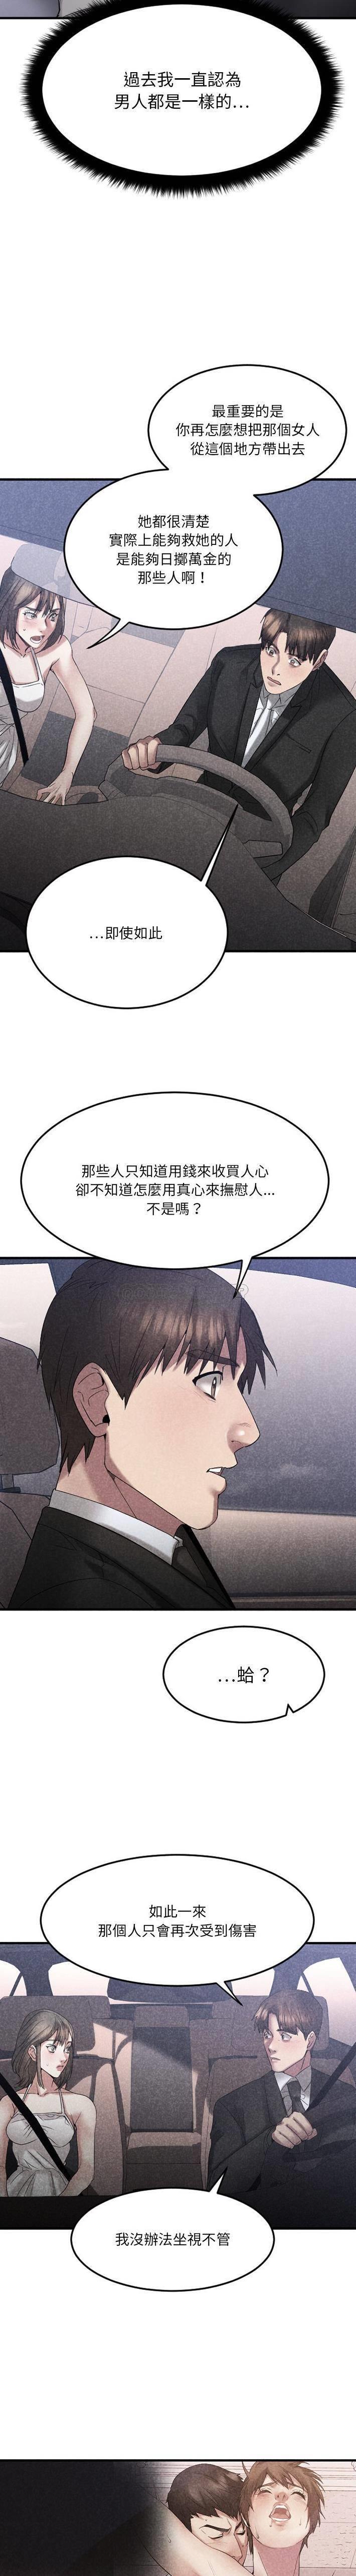 過去我一直認為
男人都是一樣的...
最重要的是
你再怎麼想把那個女人
從這個地方帶出去
她都很清楚
實際上能夠救她的人
是能夠日擲萬金的
那些人啊！
...即使如此
那些人只知道用錢來收買人心
卻不知道怎麼用真心來撫慰人...
不是嗎？
...蛤？
如此一來
那個人只會再次受到傷害
我沒辦法坐視不管